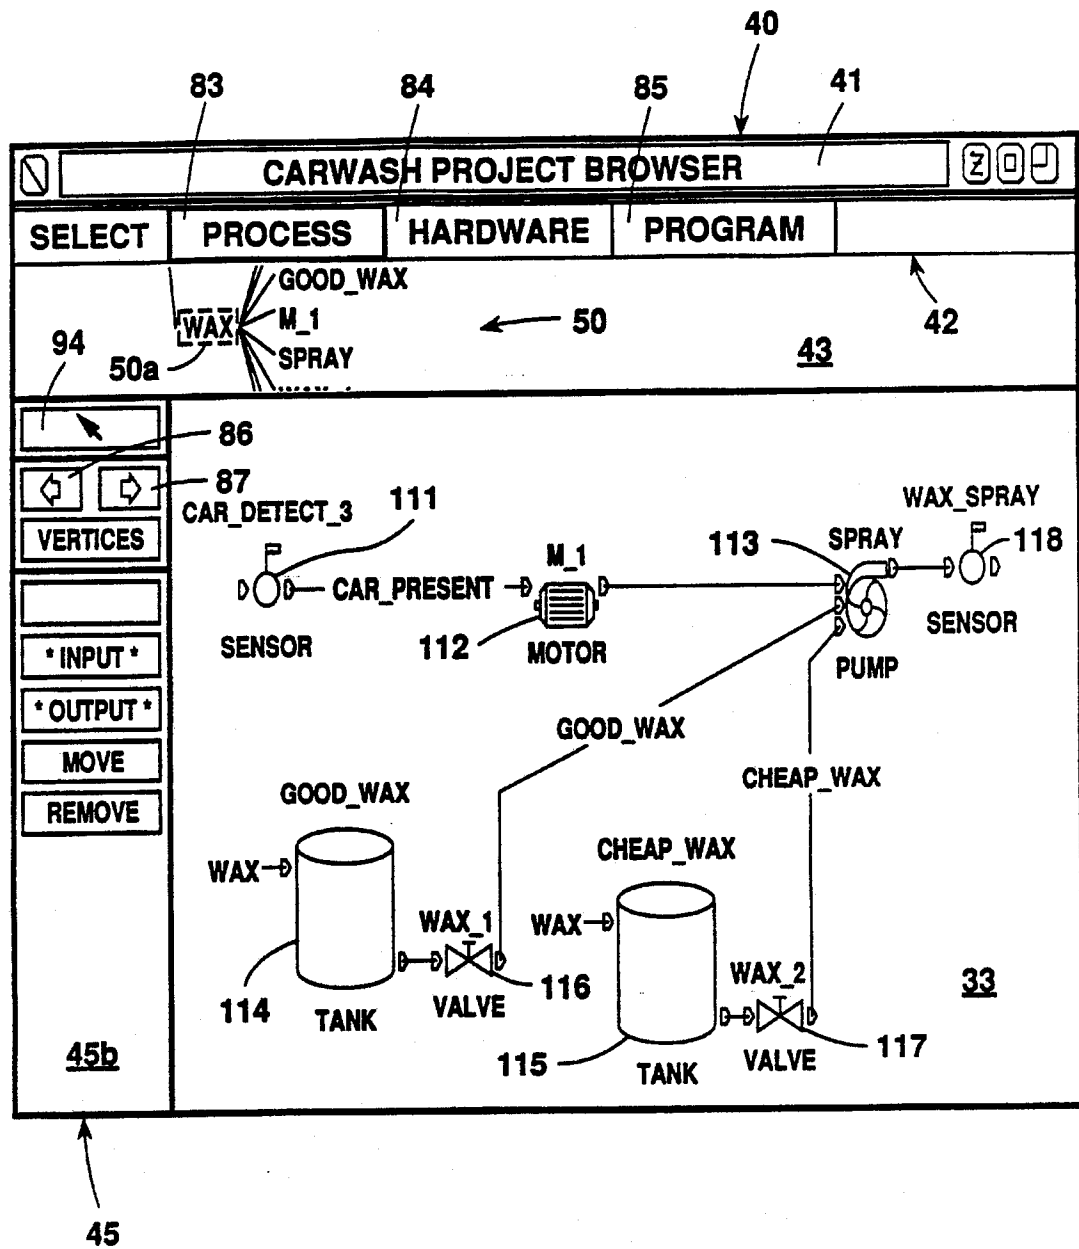 40
83
84
85
41
CARWASH PROJECT BROWSER
Z
SELECT
PROCESS
HARDWARE
PROGRAM
GOOD_WAX
WAX
M_1
50
42
94
50a
SPRAY
43
86
87
VERTICES
* INPUT *
* OUTPUT *
MOVE
REMOVE
CAR_DETECT_3
111
WAX_SPRAY
M_1
113
SPRAY
118
CAR_PRESENT
SENSOR
112
MOTOR
SENSOR
PUMP
GOOD_WAX
CHEAP_WAX
GOOD_WAX
CHEAP_WAX
WAX
WAX_1
WAX
WAX_2
114
TANK
VALVE
116
33
115
TANK
VALVE
117
45b
45